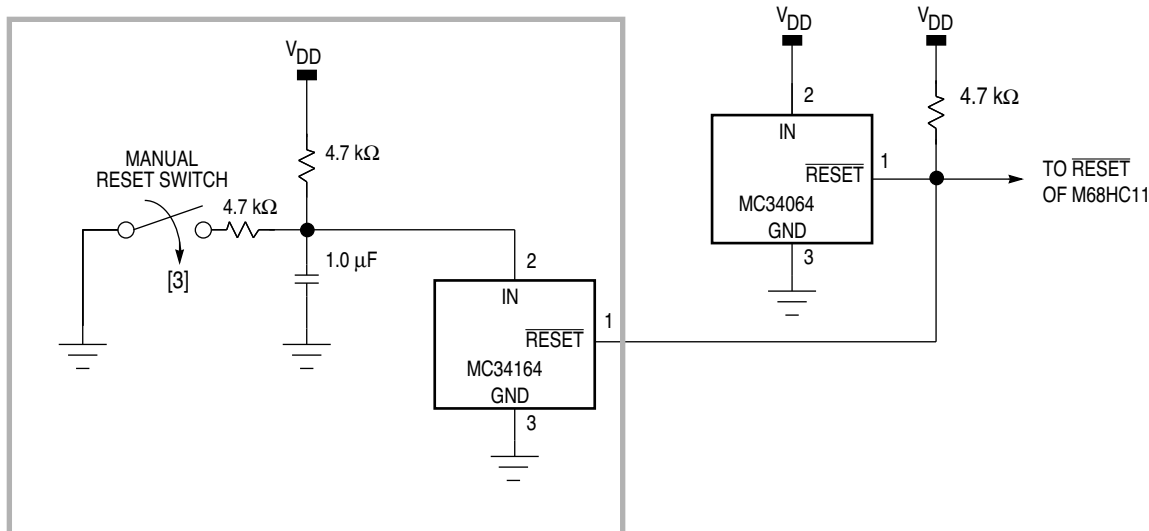 VDD
4.7 kΩ
MANUAL
RESET SWITCH
4.7 kΩ
[3]
1.0 µF
2
IN
RESET
1
MC34164
GND
3
VDD
2
IN
RESET
1
MC34064
GND
3
VDD
4.7 kΩ
TO RESET
OF M68HC11